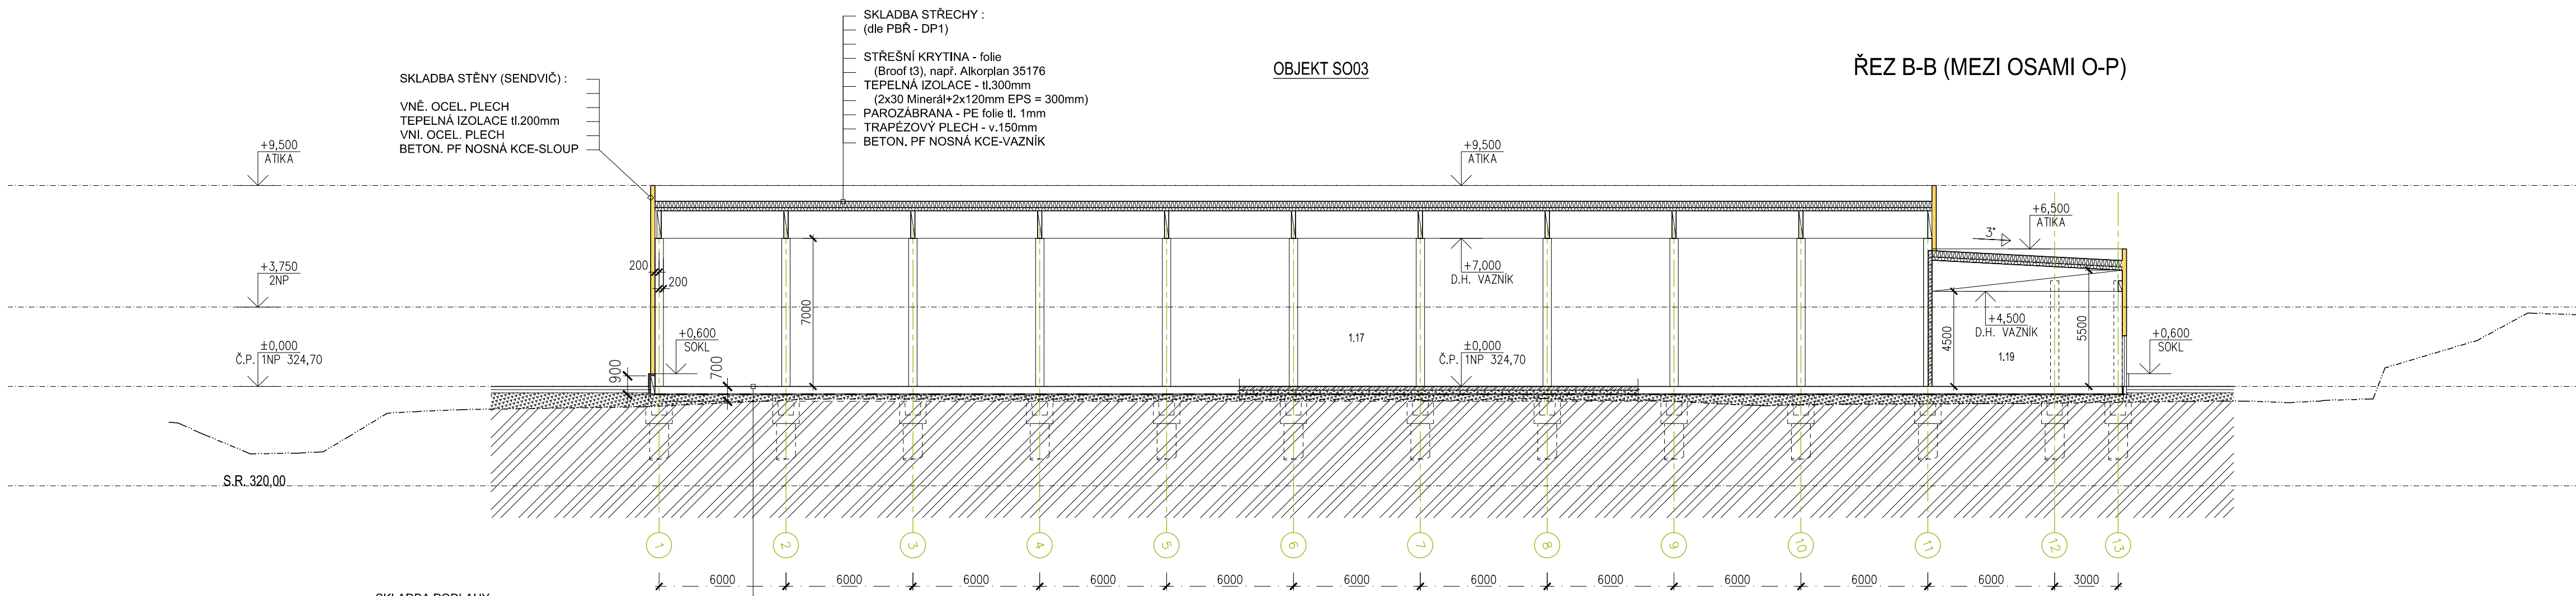 SKLADBA STŘECHY :
(dle PBŘ - DP1)
STŘEŠNÍ KRYTINA - folie
(Broof t3), např. Alkorplan 35176
TEPELNÁ IZOLACE - tl.300mm
(2x30 Minerál+2x120mm EPS = 300mm)
PAROZÁBRANA - PE folie tl. 1mm
TRAPÉZOVÝ PLECH - v.150mm
BETON. PF NOSNÁ KCE-VAZNÍK
OBJEKT SO03
ŘEZ B-B (MEZI OSAMI O-P)
SKLADBA STĚNY (SENDVIČ) :
VNĚ. OCEL. PLECH
TEPELNÁ IZOLACE tl.200mm
VNI. OCEL. PLECH
BETON. PF NOSNÁ KCE-SLOUP
+9,500
ATIKA
+9,500
ATIKA
+6,500
ATIKA
3°
+3,750
2NP
200
200
7000
+7,000
D.H. VAZNÍK
+4,500
D.H. VAZNÍK
4500
5500
1.17
1.19
+0,600
SOKL
+0,600
SOKL
±0,000
Č.P. 1NP 324,70
±0,000
Č.P. 1NP 324,70
900
700
S.R. 320,00
1 2 3 4 5 6 7 8 9 10 11 12 13
6000 6000 6000 6000 6000 6000 6000 6000 6000 6000 6000 3000
SKLADBA PODLAHY